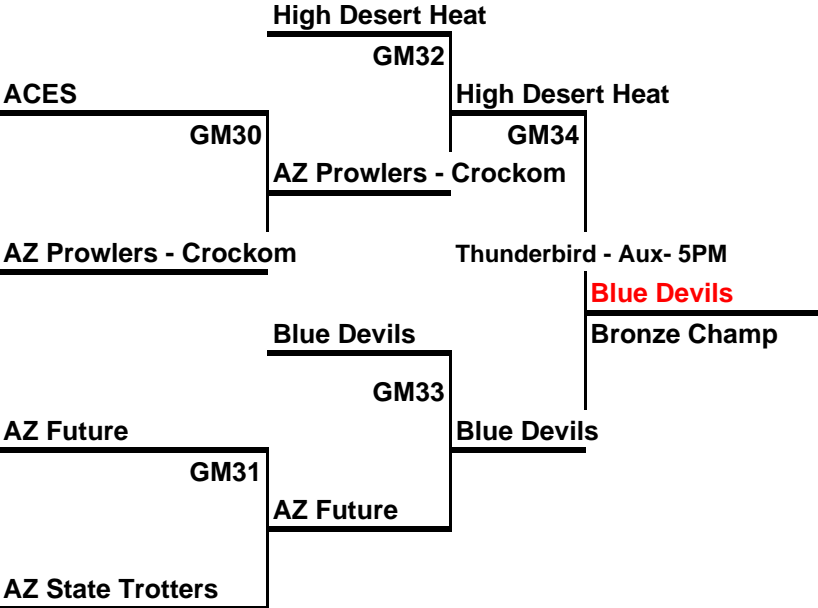 High Desert Heat
GM32
ACES
High Desert Heat
GM30
GM34
AZ Prowlers - Crockom
AZ Prowlers - Crockom
Thunderbird - Aux- 5PM
Blue Devils
Blue Devils
Bronze Champ
GM33
AZ Future
Blue Devils
GM31
AZ Future
AZ State Trotters